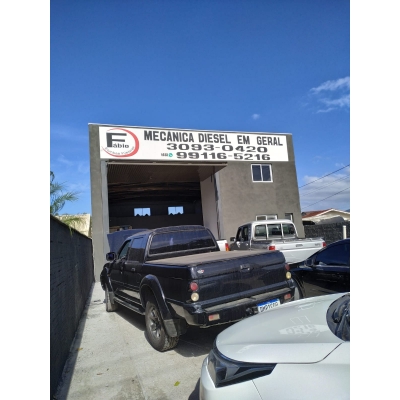 Fábio
MECÂNICA DIESEL EM GERAL
3093-0420
99116-5216